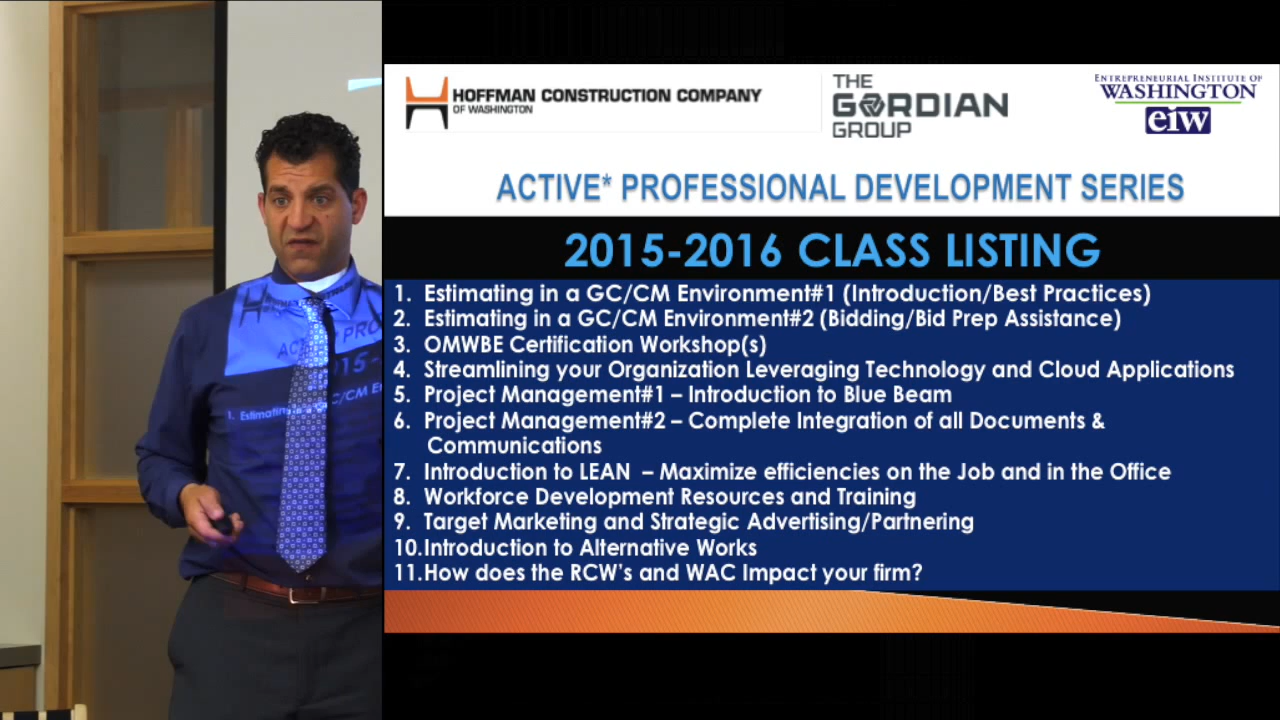 HOFFMAN CONSTRUCTION COMPANY
OF WASHINGTON
THE
GORDIAN
GROUP
ENTREPRENEURIAL INSTITUTE OF
WASHINGTON
eiw
ACTIVE* PROFESSIONAL DEVELOPMENT SERIES
2015-2016 CLASS LISTING
1. Estimating in a GC/CM Environment#1 (Introduction/Best Practices)
2. Estimating in a GC/CM Environment#2 (Bidding/Bid Prep Assistance)
3. OMWBE Certification Workshop(s)
4. Streamlining your Organization Leveraging Technology and Cloud Applications
5. Project Management#1 – Introduction to Blue Beam
6. Project Management#2 – Complete Integration of all Documents &
Communications
7. Introduction to LEAN – Maximize efficiencies on the Job and in the Office
8. Workforce Development Resources and Training
9. Target Marketing and Strategic Advertising/Partnering
10.Introduction to Alternative Works
11.How does the RCW's and WAC Impact your firm?